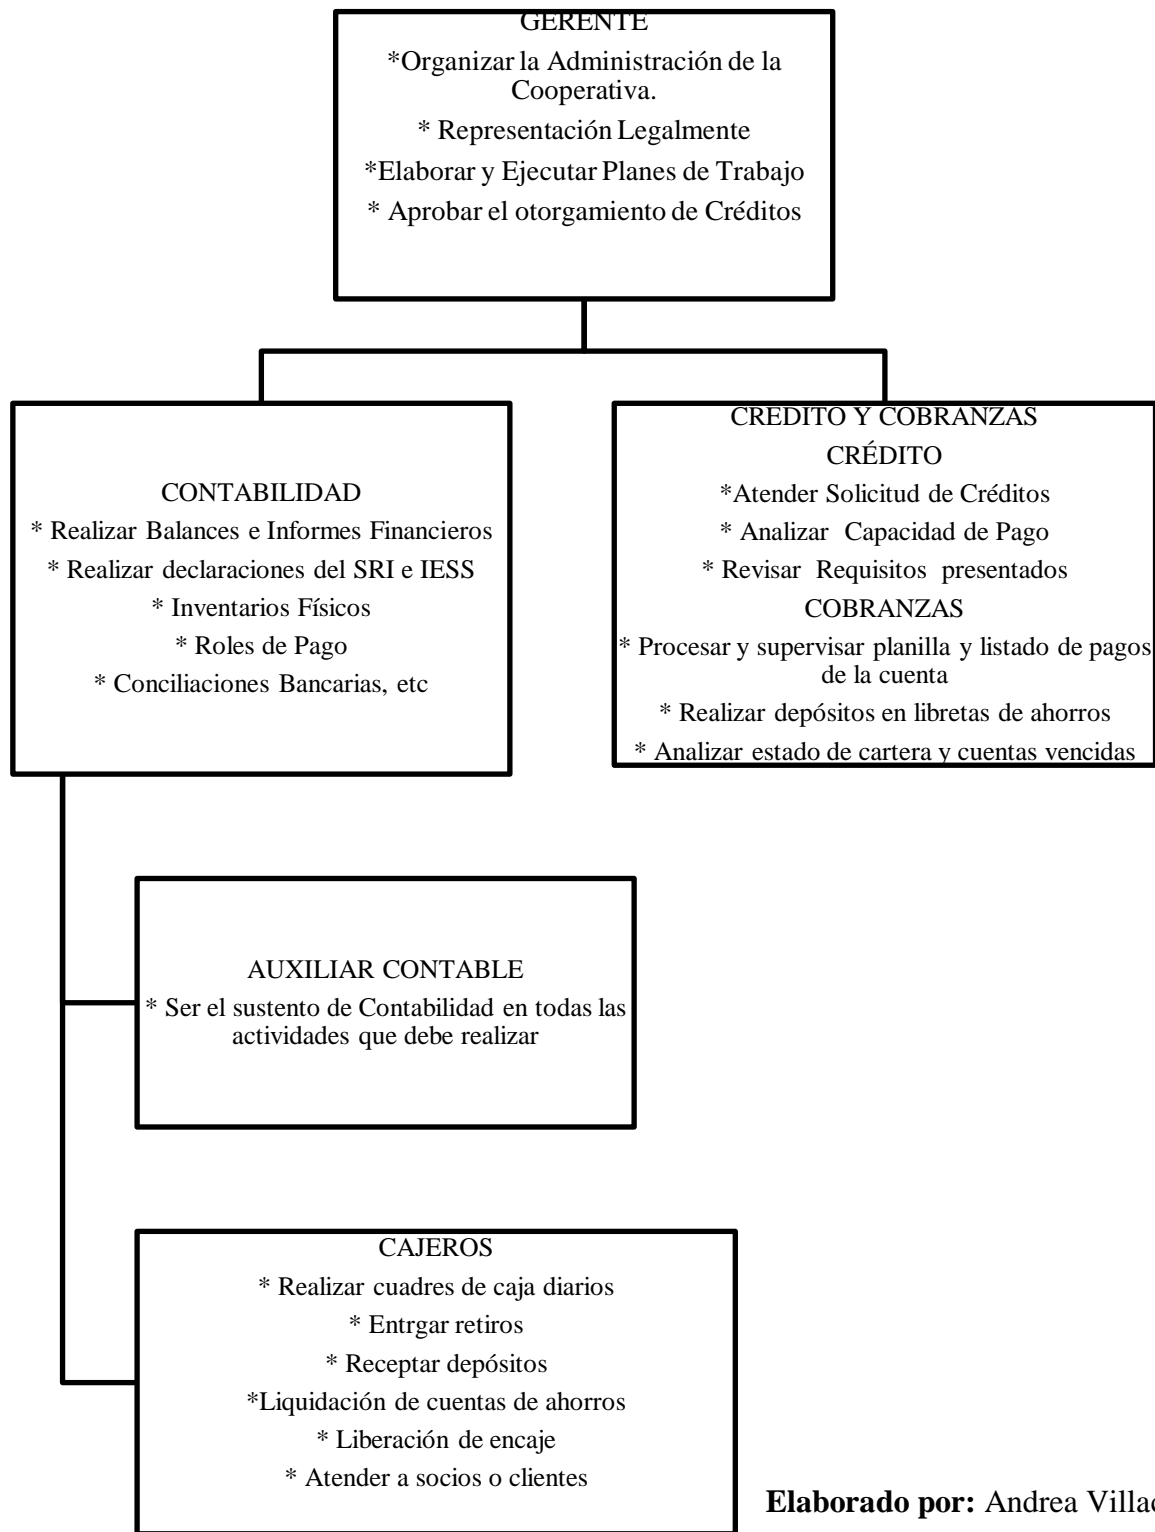 GERENTE
*Organizar la Administración de la
Cooperativa.
* Representación Legalmente
*Elaborar y Ejecutar Planes de Trabajo
* Aprobar el otorgamiento de Créditos
CONTABILIDAD
* Realizar Balances e Informes Financieros
* Realizar declaraciones del SRI e IESS
* Inventarios Físicos
* Roles de Pago
* Conciliaciones Bancarias, etc
CREDITO Y COBRANZAS
CRÉDITO
*Atender Solicitud de Créditos
* Analizar Capacidad de Pago
* Revisar Requisitos presentados
COBRANZAS
* Procesar y supervisar planilla y listado de pagos
de la cuenta
* Realizar depósitos en libretas de ahorros
* Analizar estado de cartera y cuentas vencidas
AUXILIAR CONTABLE
* Ser el sustento de Contabilidad en todas las
actividades que debe realizar
CAJEROS
* Realizar cuadres de caja diarios
* Entrgar retiros
* Receptar depósitos
*Liquidación de cuentas de ahorros
* Liberación de encaje
* Atender a socios o clientes
Elaborado por: Andrea